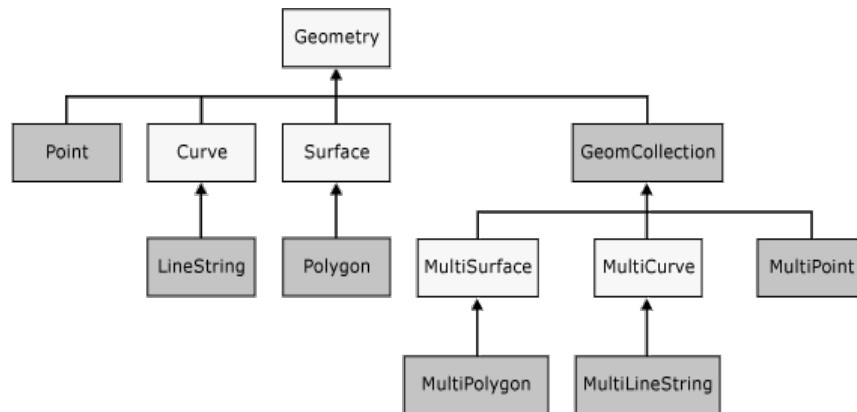 Geometry
Point
Curve
Surface
GeomCollection
LineString
Polygon
MultiSurface
MultiCurve
MultiPoint
MultiPolygon
MultiLineString